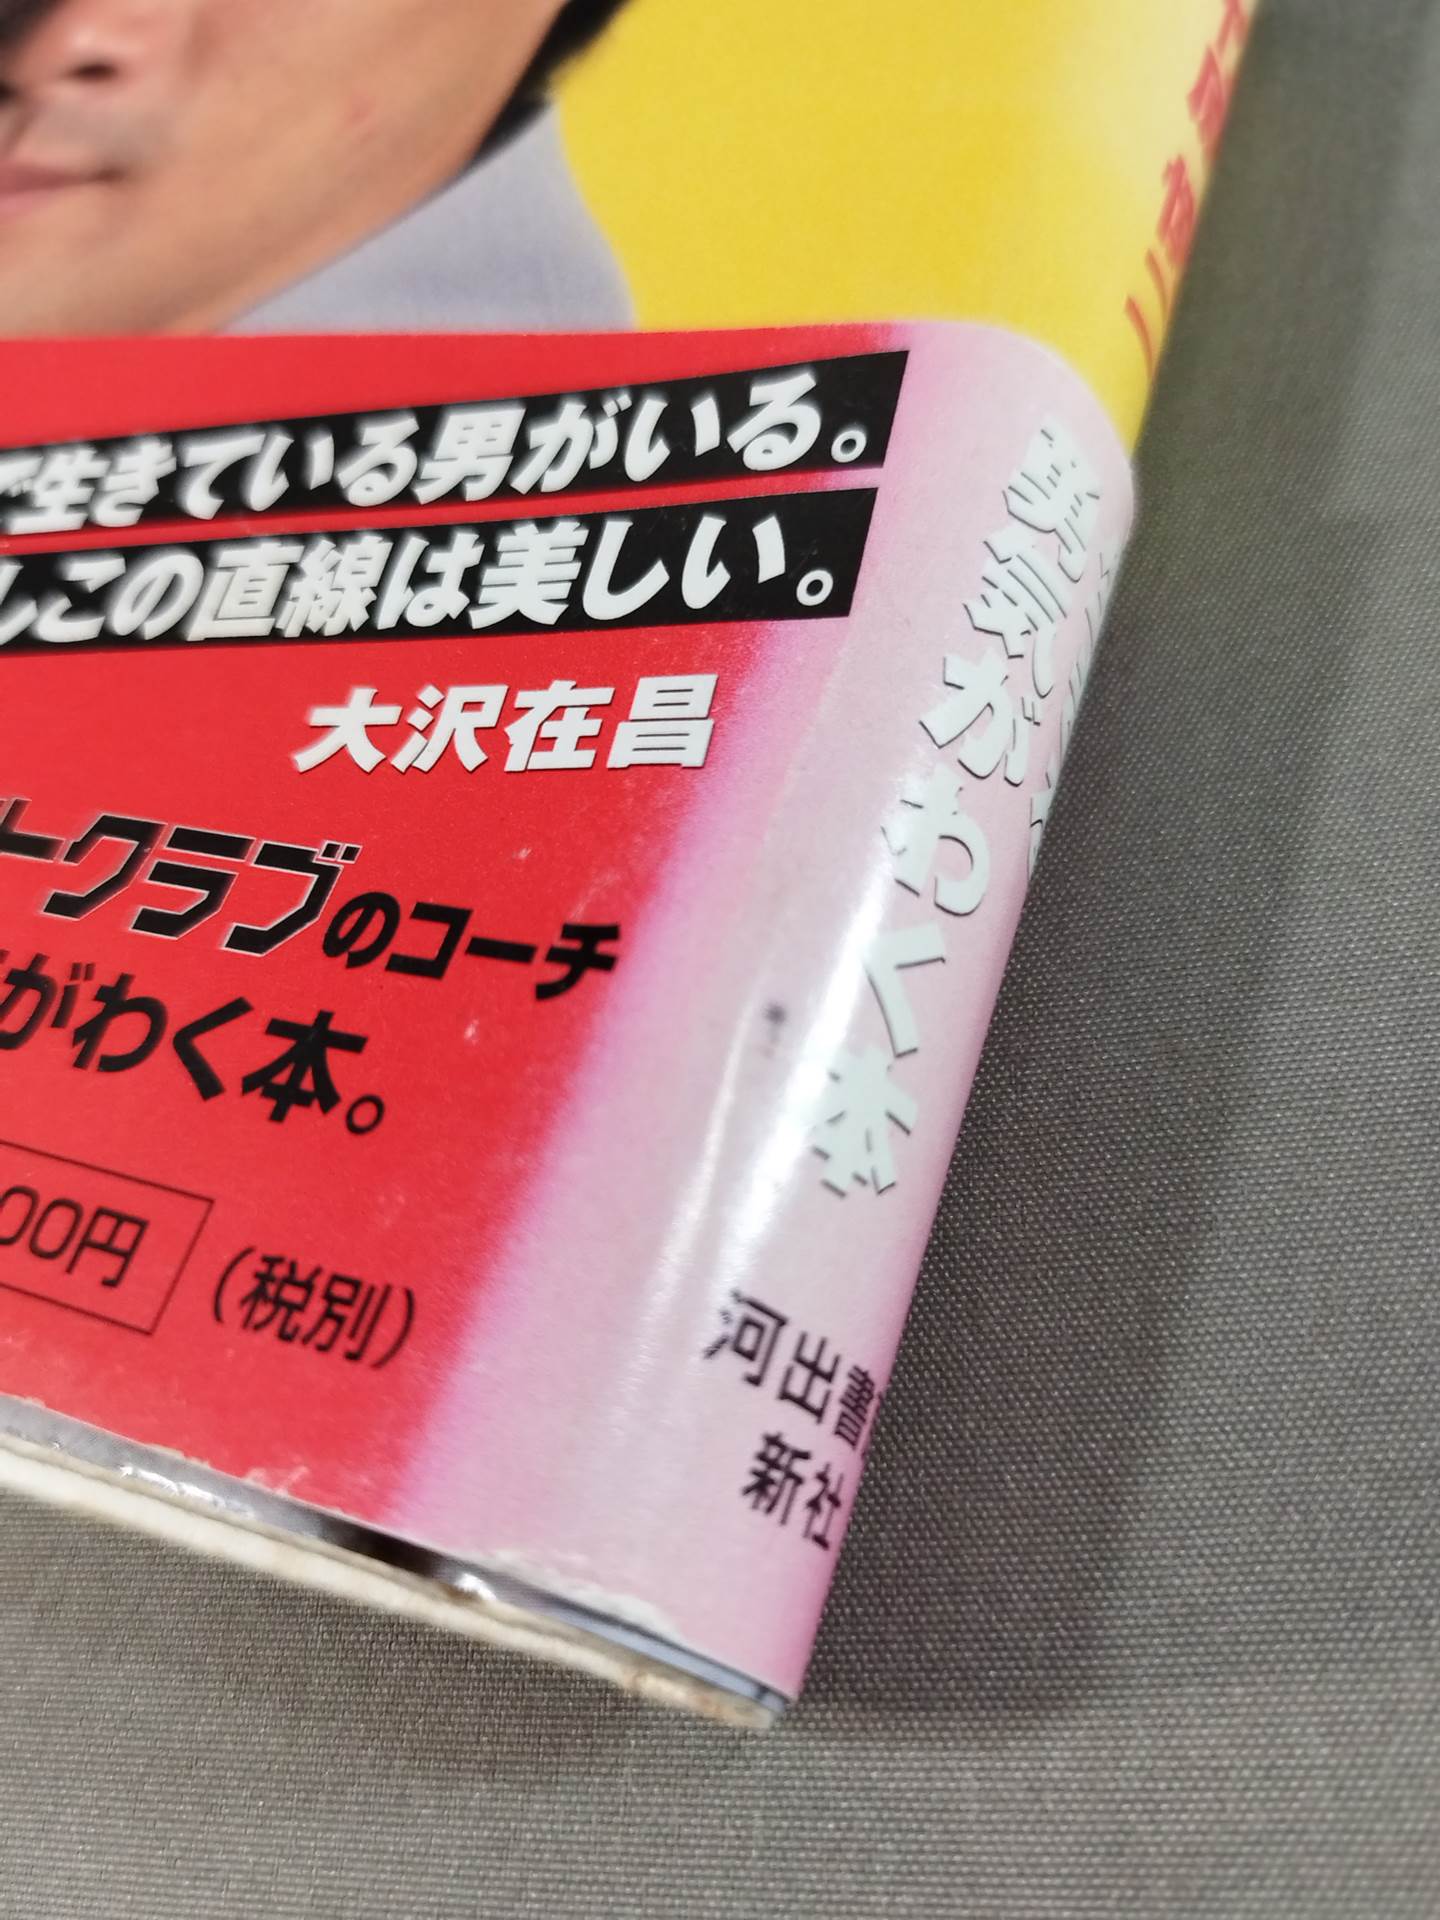 で生きている男がいる。
しこの直線は美しい。
大沢在昌
トクラブのコーチ
がわく本。
00円
（税別）
勇気がわく本
河出書
新社